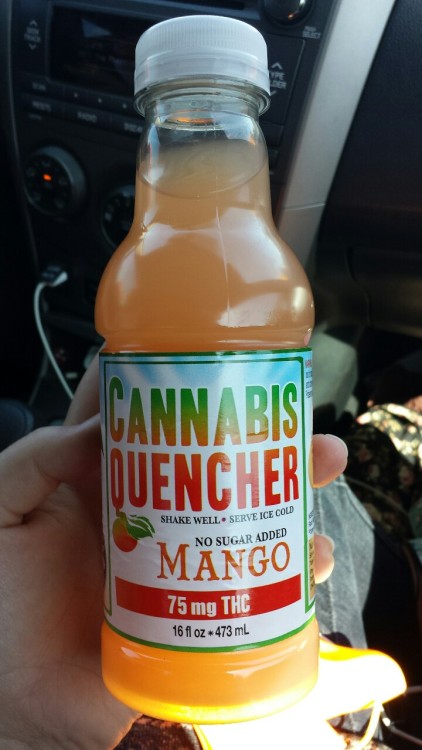 CANNABIS
QUENCHER
SHAKE WELL • SERVE ICE COLD
NO SUGAR ADDED
MANGO
75 mg THC
16 fl oz * 473 mL